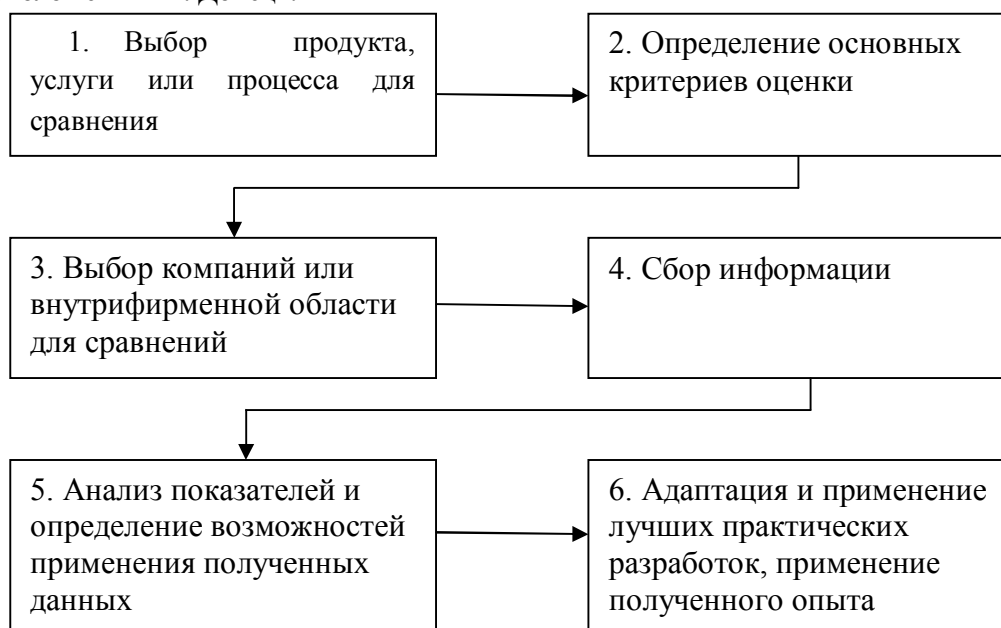 1. Выбор продукта,
услуги или процесса для
сравнения
2. Определение основных
критериев оценки
3. Выбор компаний или
внутрифирменной области
для сравнений
4. Сбор информации
5. Анализ показателей и
определение возможностей
применения полученных
данных
6. Адаптация и применение
лучших практических
разработок, применение
полученного опыта